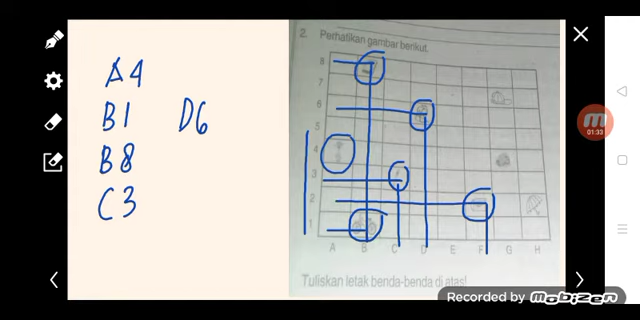 A4
B1 D6
B8
C3
2. Perhatikan gambar berikut.
8
7
6
5
4
3
2
1
A B C D E F G H
Tuliskan letak benda-benda di atas!
01:33
Recorded by mobizen